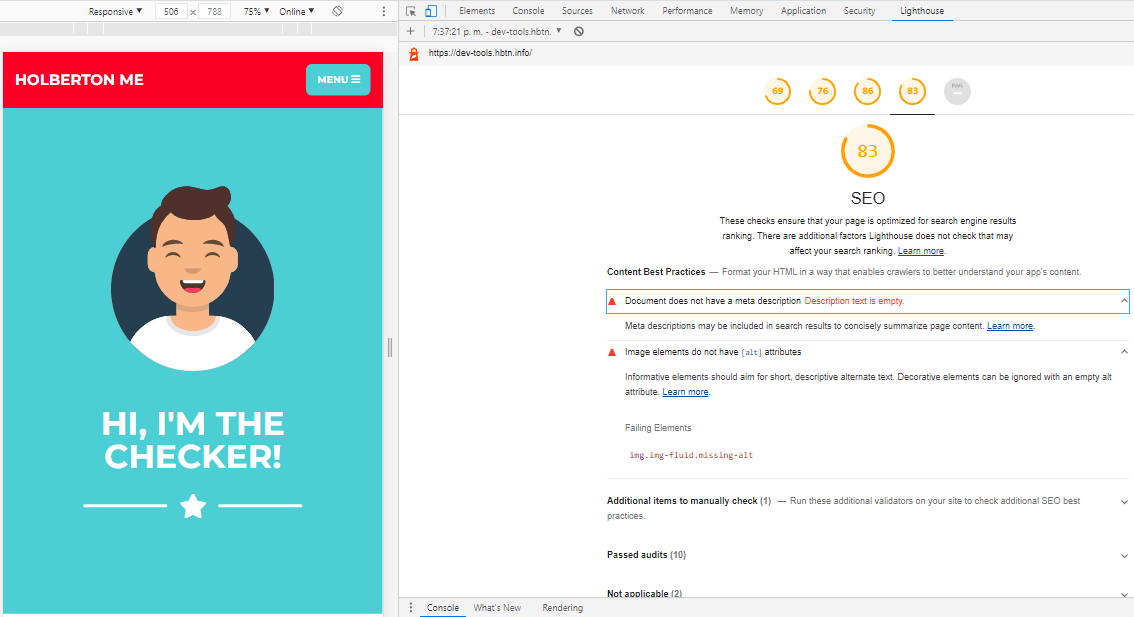 Responsive ▼ 506 × 788 75% ▼ Online ▼
Elements Console Sources Network Performance Memory Application Security Lighthouse
+ 7:37:21 p. m. - dev-tools.hbtn. ▼
https://dev-tools.hbtn.info/
HOLBERTON ME
MENU ☰
HI, I'M THE
CHECKER!
69 76 86 83 PWA
83
SEO
These checks ensure that your page is optimized for search engine results
ranking. There are additional factors Lighthouse does not check that may
affect your search ranking. Learn more.
Content Best Practices — Format your HTML in a way that enables crawlers to better understand your app's content.
Document does not have a meta description Description text is empty.
Meta descriptions may be included in search results to concisely summarize page content. Learn more.
Image elements do not have [alt] attributes
Informative elements should aim for short, descriptive alternate text. Decorative elements can be ignored with an empty alt
attribute. Learn more.
Failing Elements
img.img-fluid.missing-alt
Additional items to manually check (1) — Run these additional validators on your site to check additional SEO best
practices.
Passed audits (10)
Not applicable (2)
Console What's New Rendering